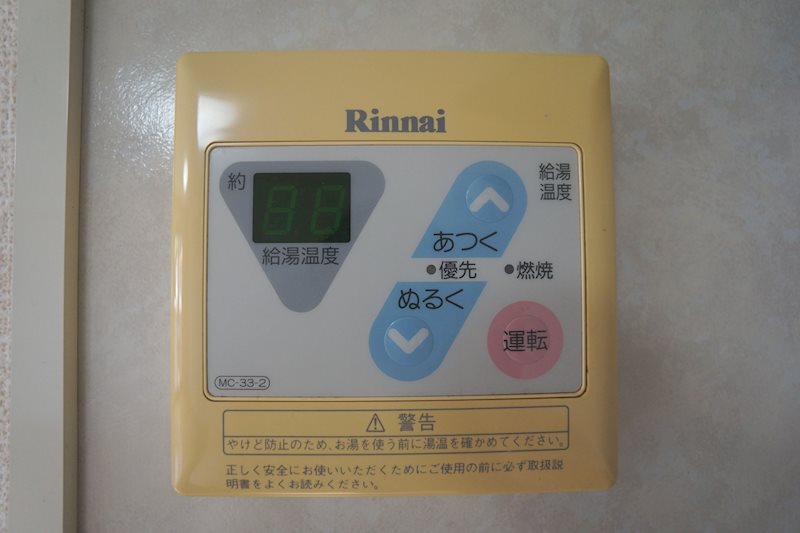 Rinnai
約
給湯温度
給湯
温度
あつく
優先
燃焼
ぬるく
運転
MC-33-2
警告
やけど防止のため、お湯を使う前に湯温を確かめてください。
正しく安全にお使いいただくためにご使用の前に必ず取扱説
明書をよくお読みください。